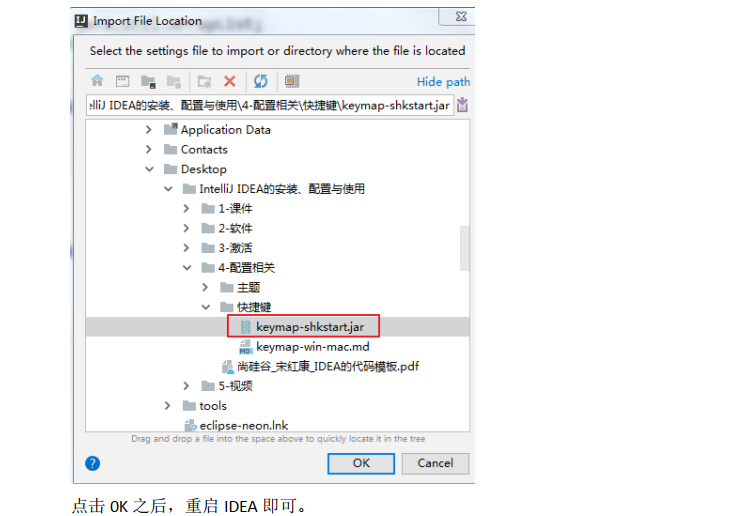 Import File Location
Select the settings file to import or directory where the file is located
Hide path
elliJ IDEA的安装、配置与使用\4-配置相关\快捷键\keymap-shkstart.jar
Application Data
Contacts
Desktop
IntelliJ IDEA的安装、配置与使用
1-课件
2-软件
3-激活
4-配置相关
主题
快捷键
keymap-shkstart.jar
keymap-win-mac.md
尚硅谷_宋红康_IDEA的代码模板.pdf
5-视频
tools
eclipse-neon.lnk
Drag and drop a file into the space above to quickly locate it in the tree
? OK Cancel
点击 OK 之后，重启 IDEA 即可。